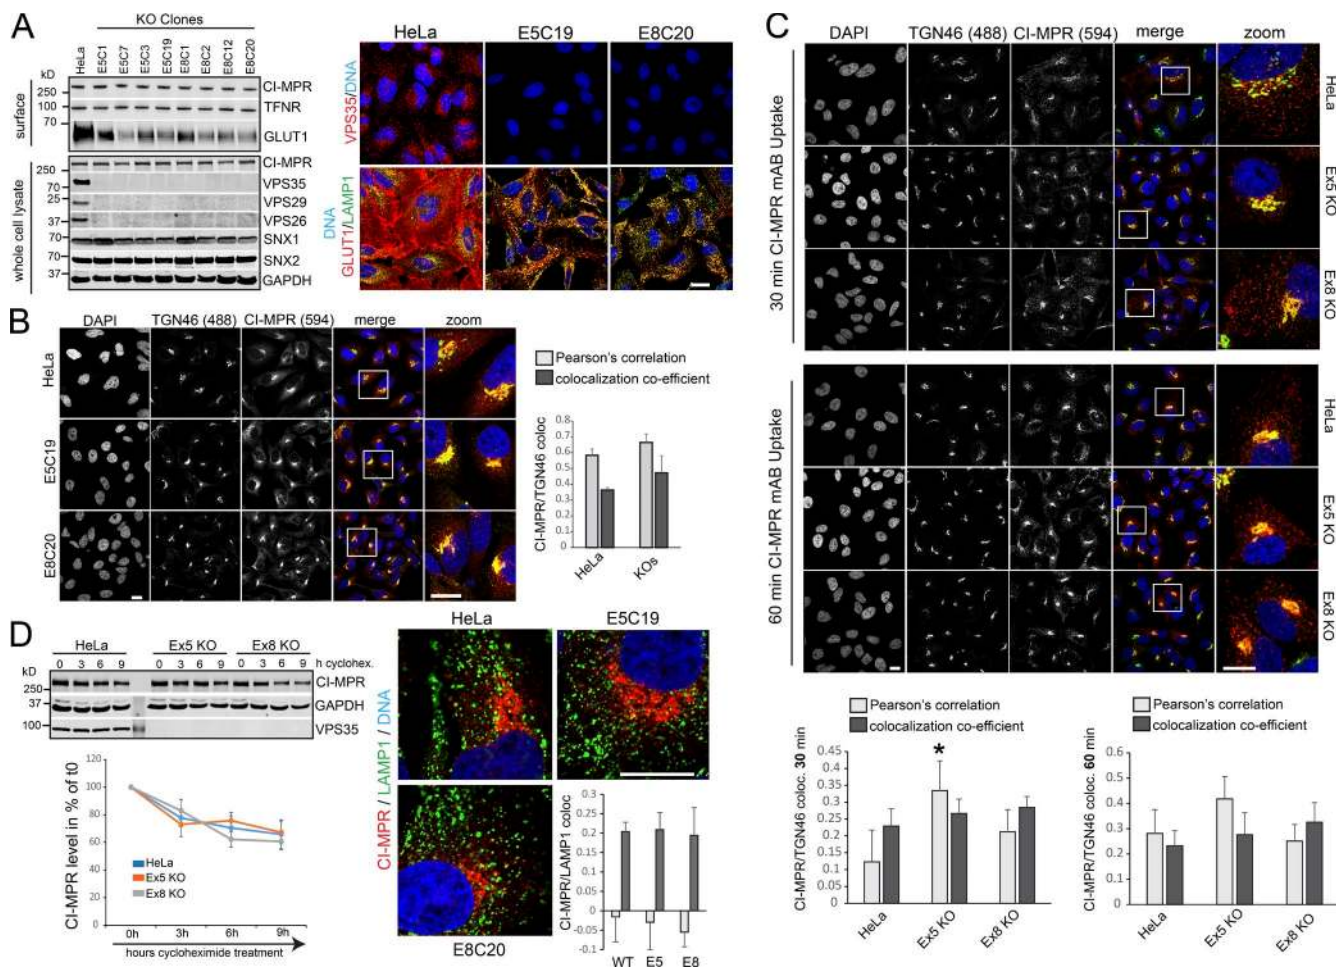 A
KO Clones
HeLa
E5C1
E5C7
E5C3
E5C19
E8C1
E8C2
E8C12
E8C20
kD
surface
250
100
70
CI-MPR
TFNR
GLUT1
whole cell lysate
250
70
25
37
70
70
37
CI-MPR
VPS35
VPS29
VPS26
SNX1
SNX2
GAPDH
HeLa E5C19 E8C20
VPS35/DNA
DNA
GLUT1/LAMP1
B
DAPI TGN46 (488) CI-MPR (594) merge zoom
HeLa
E5C19
E8C20
Pearson's correlation
colocalization co-efficient
CI-MPR/TGN46 coloc
0.8
0.7
0.6
0.5
0.4
0.3
0.2
0.1
0
HeLa
KOs
C
DAPI TGN46 (488) CI-MPR (594) merge zoom
30 min CI-MPR mAB Uptake
HeLa
Ex5 KO
Ex8 KO
60 min CI-MPR mAB Uptake
HeLa
Ex5 KO
Ex8 KO
Pearson's correlation
colocalization co-efficient
CI-MPR/TGN46 coloc. 30 min
0.45
0.4
0.35
0.3
0.25
0.2
0.15
0.1
0.05
0
*
HeLa
Ex5 KO
Ex8 KO
Pearson's correlation
colocalization co-efficient
CI-MPR/TGN46 coloc. 60 min
0.6
0.5
0.4
0.3
0.2
0.1
0
HeLa
Ex5 KO
Ex8 KO
D
HeLa Ex5 KO Ex8 KO
kD 0 3 6 9 0 3 6 9 0 3 6 9 h cyclohex.
250
37
100
CI-MPR
GAPDH
VPS35
CI-MPR level in % of t0
120
100
80
60
40
20
0
HeLa
Ex5 KO
Ex8 KO
0h 3h 6h 9h
hours cycloheximide treatment
HeLa E5C19
CI-MPR / LAMP1 / DNA
E8C20
CI-MPR/LAMP1 coloc
0.3
0.2
0.1
0
-0.1
WT E5 E8